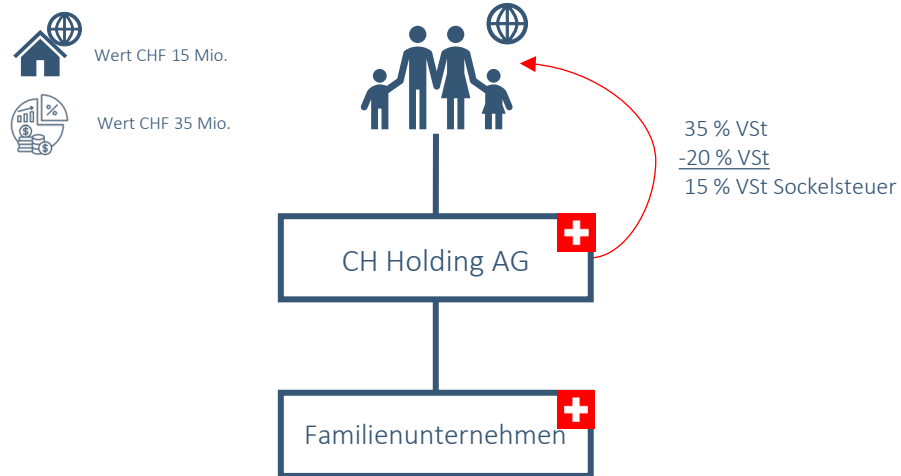 Wert CHF 15 Mio.
Wert CHF 35 Mio.
35 % VSt
-20 % VSt
15 % VSt Sockelsteuer
CH Holding AG
Familienunternehmen